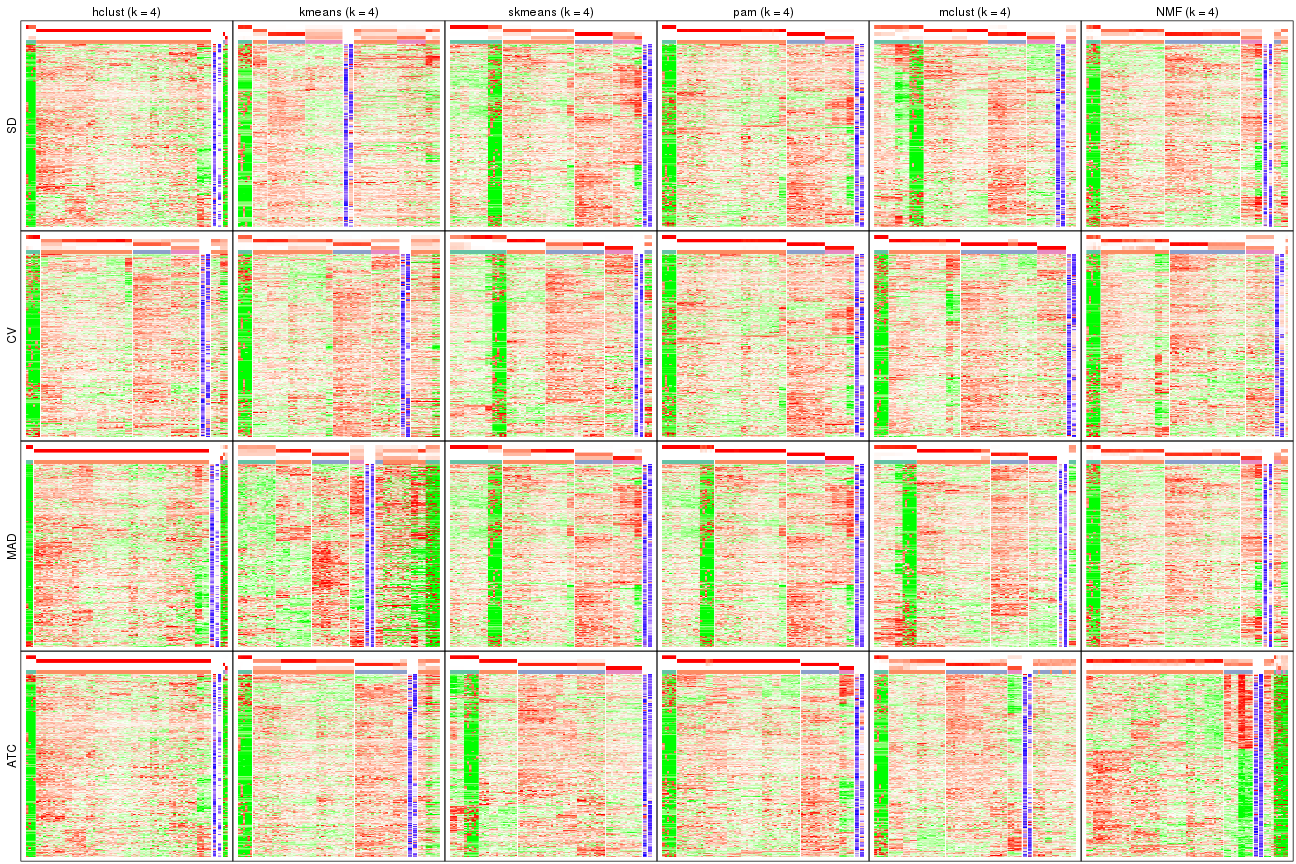 hclust (k = 4) kmeans (k = 4) skmeans (k = 4) pam (k = 4) mclust (k = 4) NMF (k = 4)
SD
CV
MAD
ATC